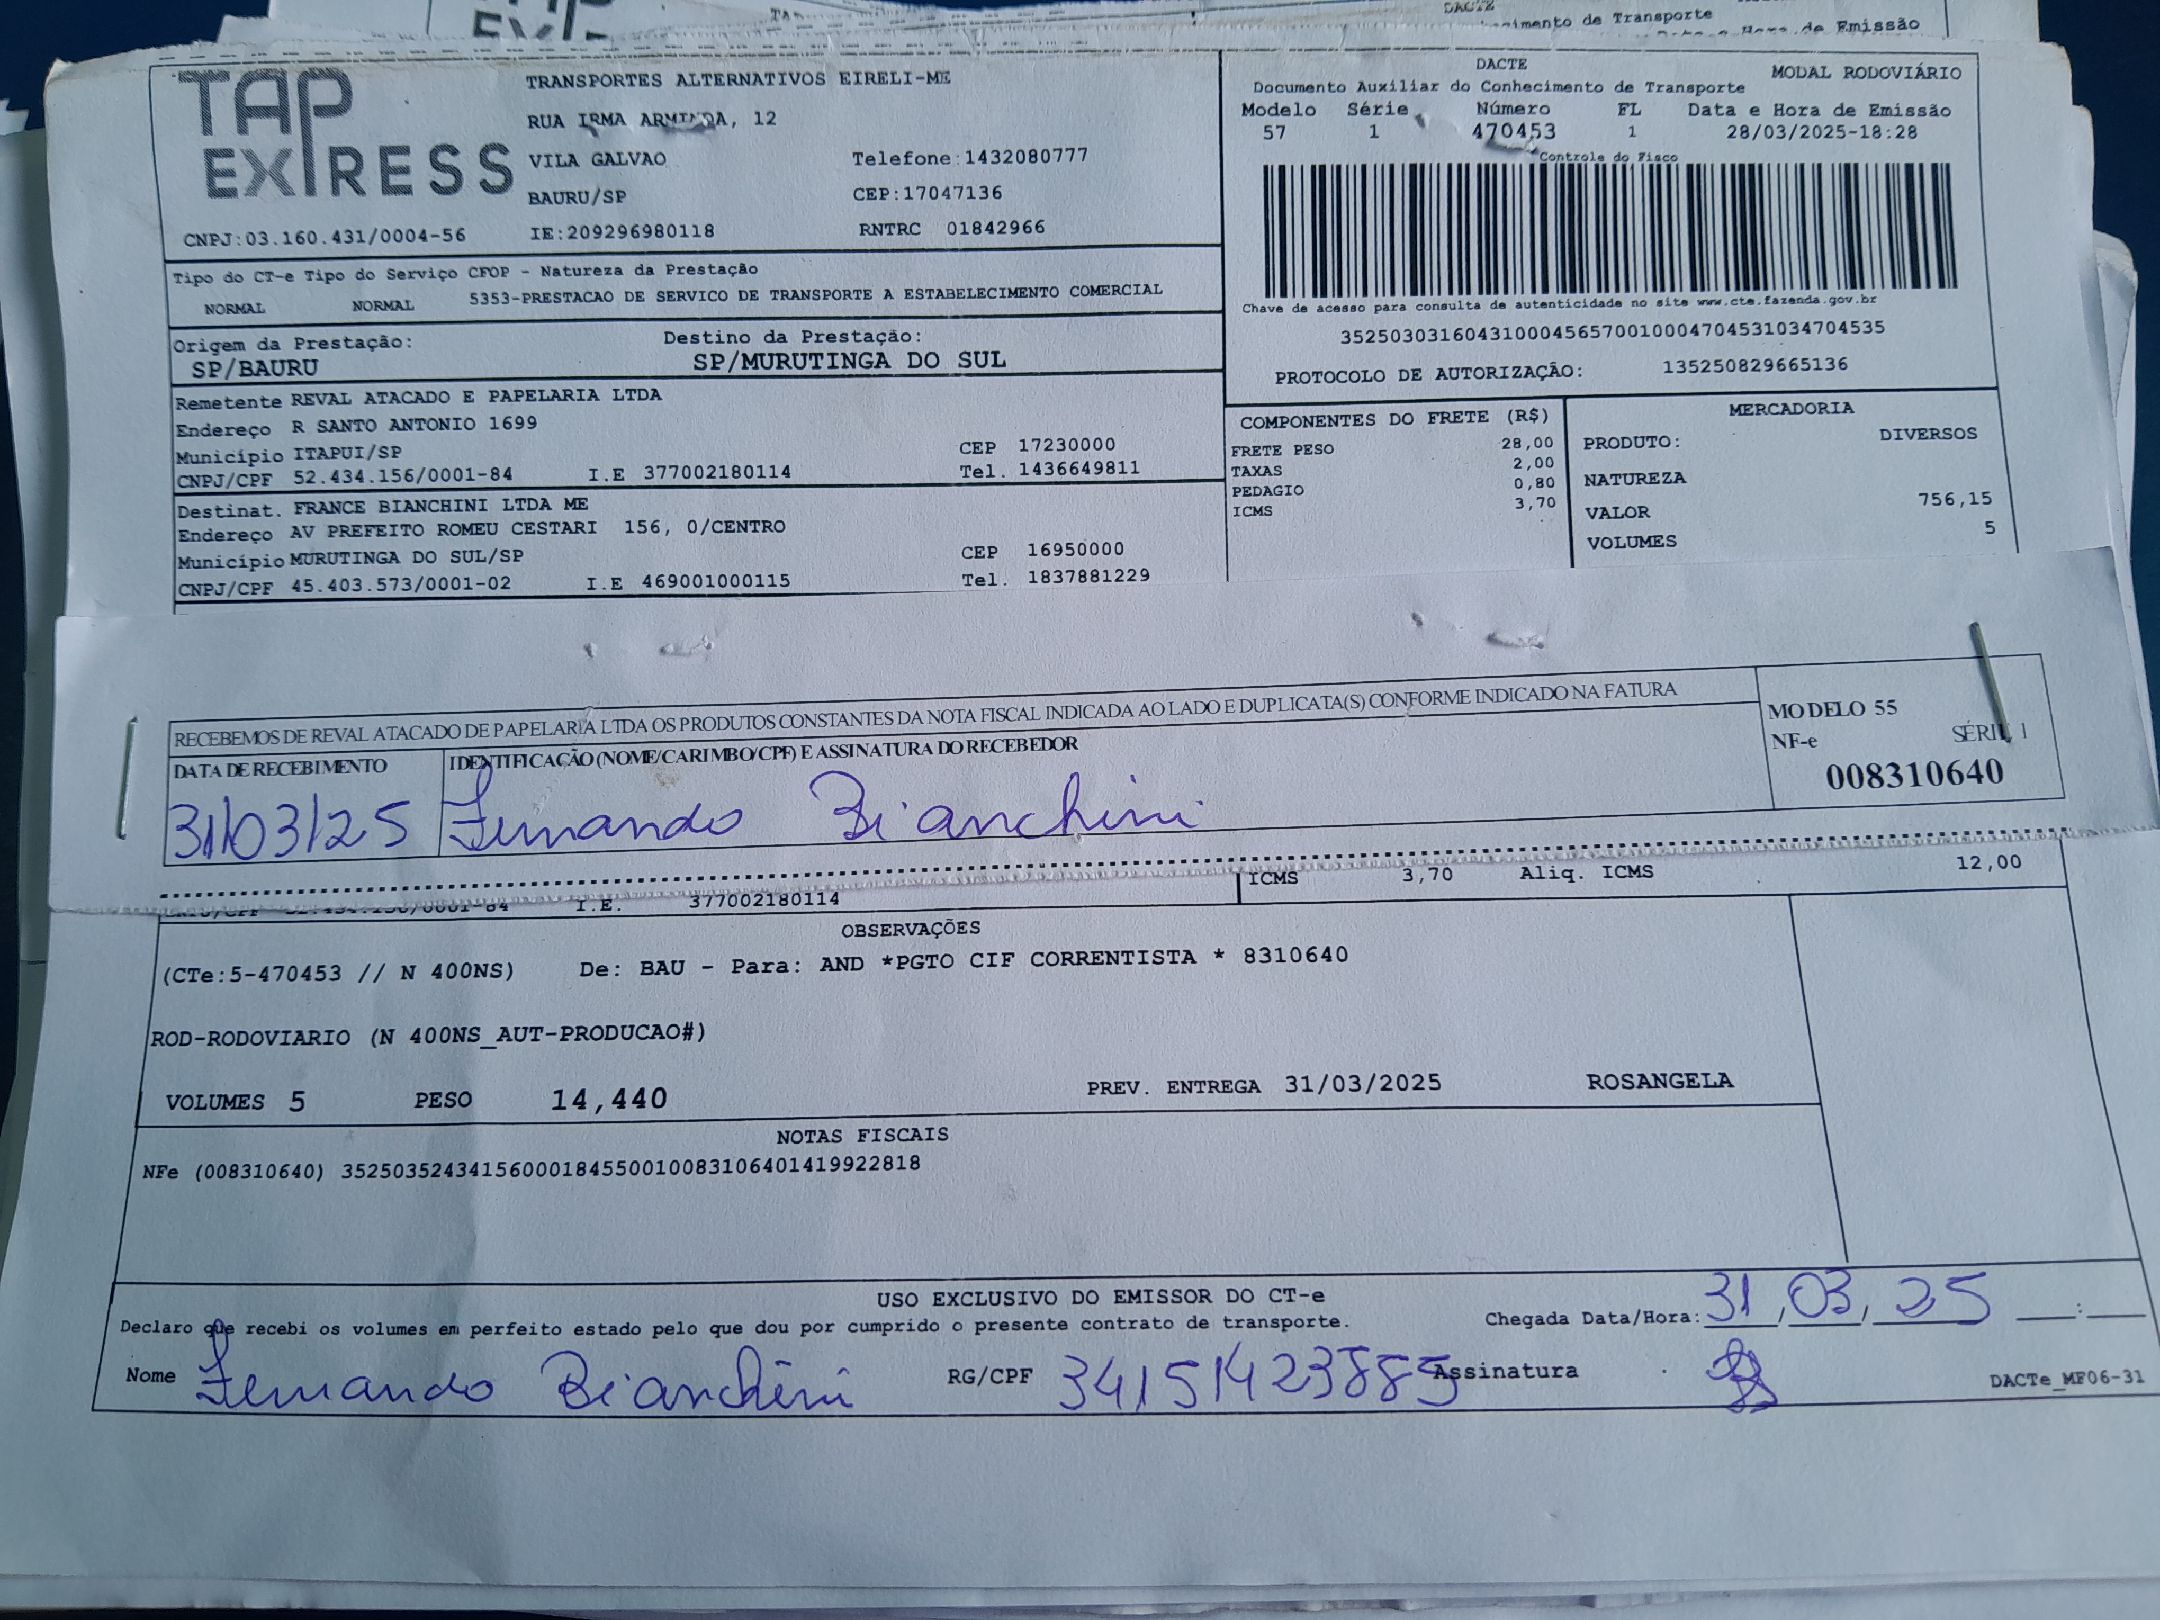 DACTE
imento de Transporte
Hora de Emissão
TAP
EXPRESS
TRANSPORTES ALTERNATIVOS EIRELI-ME
RUA IRMA ARMINDA, 12
VILA GALVAO
Telefone:1432080777
BAURU/SP
CEP:17047136
CNPJ:03.160.431/0004-56
IE:209296980118
RNTRC 01842966
DACTE
Documento Auxiliar do Conhecimento de Transporte
MODAL RODOVIÁRIO
Modelo Série Número FL Data e Hora de Emissão
57 1 470453 1 28/03/2025-18:28
Controle do Fisco
Chave de acesso para consulta de autenticidade no site www.cte.fazenda.gov.br
35250303160431000456570010004704531034704535
PROTOCOLO DE AUTORIZAÇÃO: 135250829665136
Tipo do CT-e Tipo do Serviço CFOP - Natureza da Prestação
NORMAL NORMAL 5353-PRESTACAO DE SERVICO DE TRANSPORTE A ESTABELECIMENTO COMERCIAL
Origem da Prestação: Destino da Prestação:
SP/BAURU SP/MURUTINGA DO SUL
Remetente REVAL ATACADO E PAPELARIA LTDA
Endereço R SANTO ANTONIO 1699
Município ITAPUI/SP CEP 17230000
CNPJ/CPF 52.434.156/0001-84 I.E 377002180114 Tel. 1436649811
Destinat. FRANCE BIANCHINI LTDA ME
Endereço AV PREFEITO ROMEU CESTARI 156, 0/CENTRO
Município MURUTINGA DO SUL/SP CEP 16950000
CNPJ/CPF 45.403.573/0001-02 I.E 469001000115 Tel. 1837881229
COMPONENTES DO FRETE (R$)
FRETE PESO 28,00
TAXAS 2,00
PEDAGIO 0,80
ICMS 3,70
MERCADORIA
PRODUTO: DIVERSOS
NATUREZA
VALOR 756,15
VOLUMES 5
RECEBEMOS DE REVAL ATACADO DE PAPELARIA LTDA OS PRODUTOS CONSTANTES DA NOTA FISCAL INDICADA AO LADO E DUPLICATA(S) CONFORME INDICADO NA FATURA
DATA DE RECEBIMENTO
IDENTIFICAÇÃO (NOME/CARIMBO/CPF) E ASSINATURA DO RECEBEDOR
31/03/25 Fernando Bianchini
MODELO 55
NF-e SÉRIE 1
008310640
ICMS 3,70 Aliq. ICMS 12,00
CNPJ/CPF 52.434.156/0001-84 I.E. 377002180114
OBSERVAÇÕES
(CTe:5-470453 // N 400NS) De: BAU - Para: AND *PGTO CIF CORRENTISTA * 8310640
ROD-RODOVIARIO (N 400NS_AUT-PRODUCAO#)
VOLUMES 5 PESO 14,440 PREV. ENTREGA 31/03/2025 ROSANGELA
NOTAS FISCAIS
NFe (008310640) 35250352434156000184550010083106401419922818
USO EXCLUSIVO DO EMISSOR DO CT-e
Declaro que recebi os volumes em perfeito estado pelo que dou por cumprido o presente contrato de transporte.
Chegada Data/Hora: 31/03/25 :
Nome Fernando Bianchini RG/CPF 34151423885 Assinatura
DACTe_MF06-31